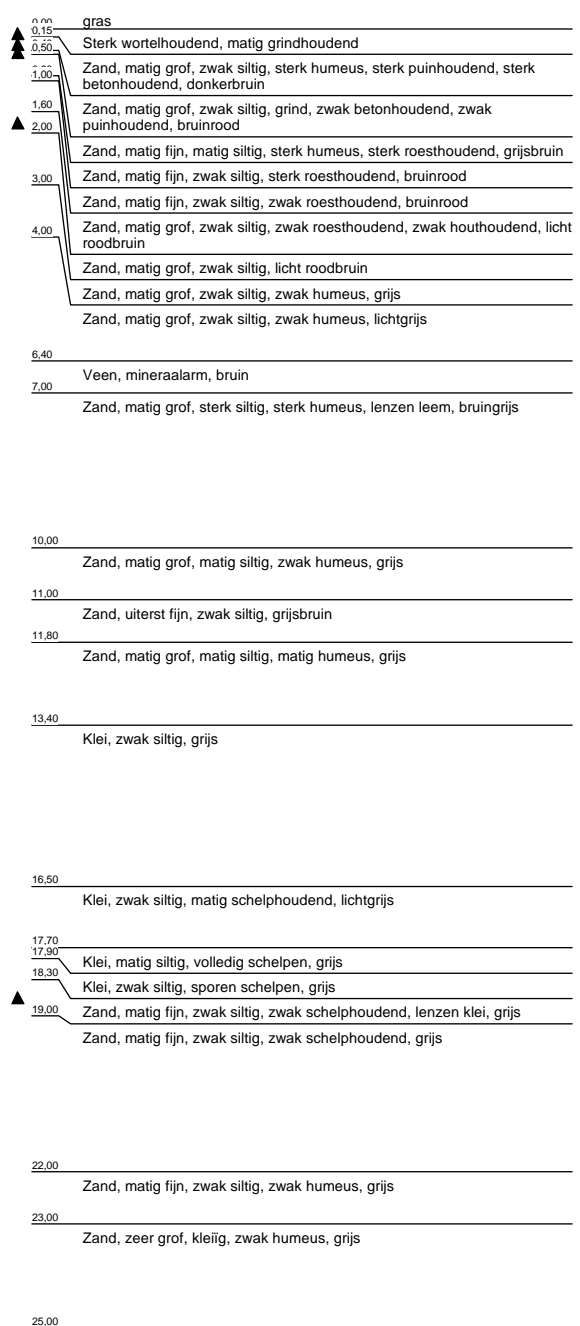 0,00 gras
0,15
Sterk wortelhoudend, matig grindhoudend
0,50
Zand, matig grof, zwak siltig, sterk humeus, sterk puinhoudend, sterk
betonhoudend, donkerbruin
1,00
Zand, matig grof, zwak siltig, grind, zwak betonhoudend, zwak
puinhoudend, bruinrood
1,60
2,00
Zand, matig fijn, matig siltig, sterk humeus, sterk roesthoudend, grijsbruin
Zand, matig fijn, zwak siltig, sterk roesthoudend, bruinrood
3,00
Zand, matig fijn, zwak siltig, zwak roesthoudend, bruinrood
Zand, matig grof, zwak siltig, zwak roesthoudend, zwak houthoudend, licht
roodbruin
4,00
Zand, matig grof, zwak siltig, licht roodbruin
Zand, matig grof, zwak siltig, zwak humeus, grijs
Zand, matig grof, zwak siltig, zwak humeus, lichtgrijs
6,40
Veen, mineraalarm, bruin
7,00
Zand, matig grof, sterk siltig, sterk humeus, lenzen leem, bruingrijs
10,00
Zand, matig grof, matig siltig, zwak humeus, grijs
11,00
Zand, uiterst fijn, zwak siltig, grijsbruin
11,80
Zand, matig grof, matig siltig, matig humeus, grijs
13,40
Klei, zwak siltig, grijs
16,50
Klei, zwak siltig, matig schelphoudend, lichtgrijs
17,70
17,90
Klei, matig siltig, volledig schelpen, grijs
18,30
Klei, zwak siltig, sporen schelpen, grijs
19,00
Zand, matig fijn, zwak siltig, zwak schelphoudend, lenzen klei, grijs
Zand, matig fijn, zwak siltig, zwak schelphoudend, grijs
22,00
Zand, matig fijn, zwak siltig, zwak humeus, grijs
23,00
Zand, zeer grof, kleiïg, zwak humeus, grijs
25,00